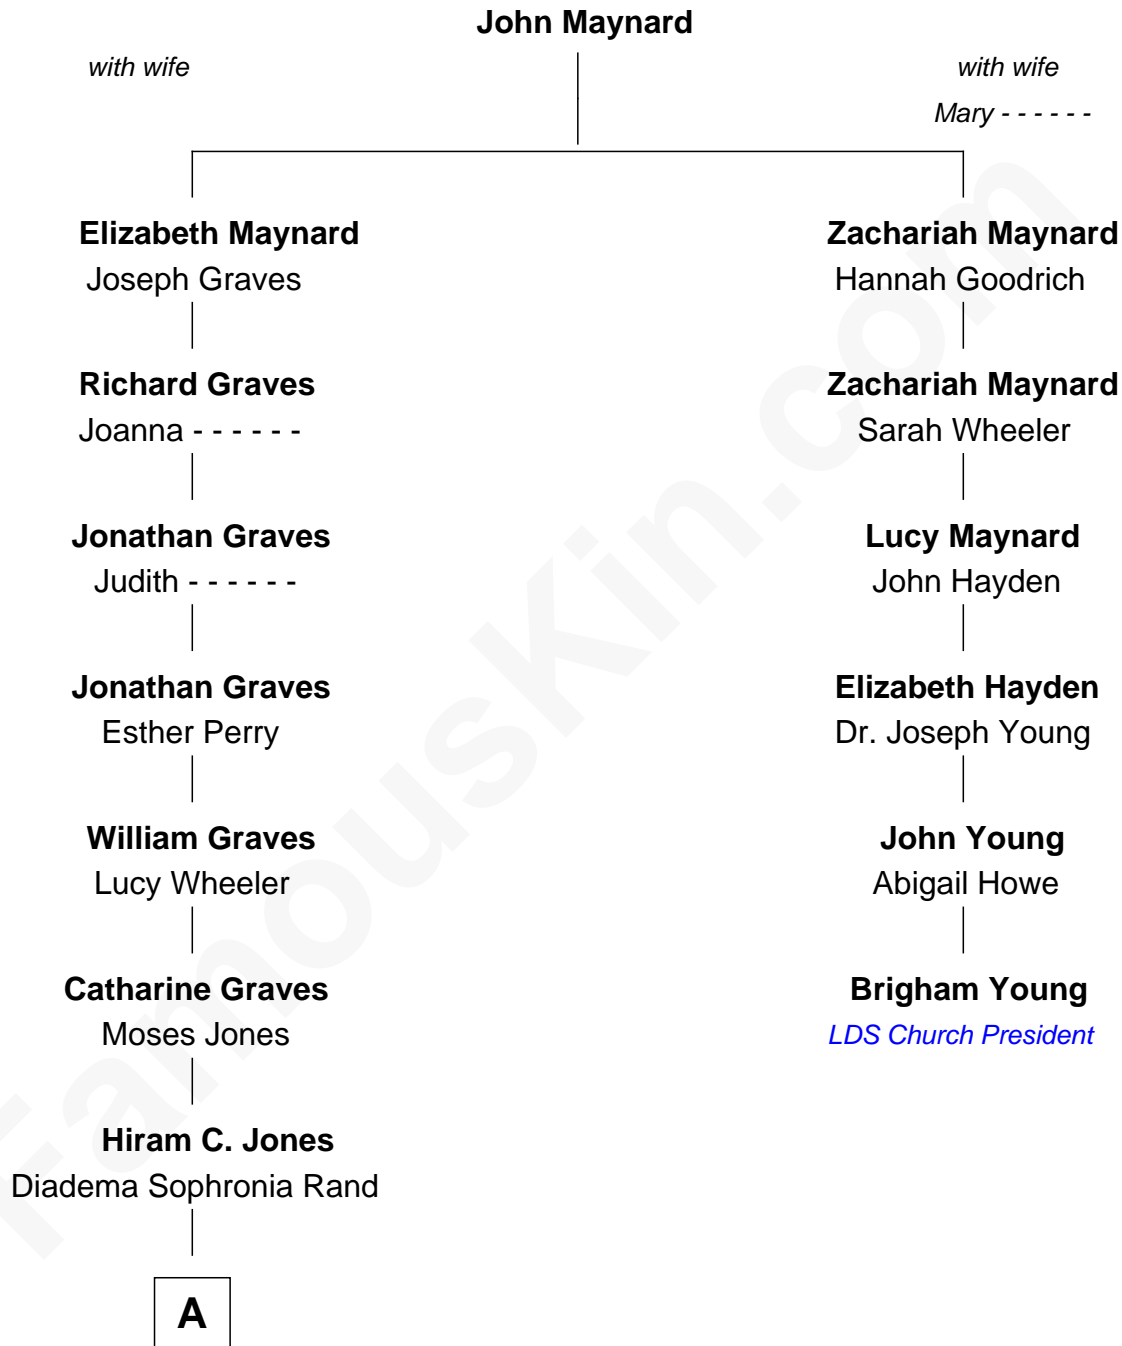 John Maynard
with wife
with wife
Mary - - - - - -
Elizabeth Maynard
Joseph Graves
Zachariah Maynard
Hannah Goodrich
Richard Graves
Joanna - - - - - -
Zachariah Maynard
Sarah Wheeler
Jonathan Graves
Judith - - - - - -
Lucy Maynard
John Hayden
Jonathan Graves
Esther Perry
Elizabeth Hayden
Dr. Joseph Young
William Graves
Lucy Wheeler
John Young
Abigail Howe
Catharine Graves
Moses Jones
Brigham Young
LDS Church President
Hiram C. Jones
Diadema Sophronia Rand
A
FamousKin.com